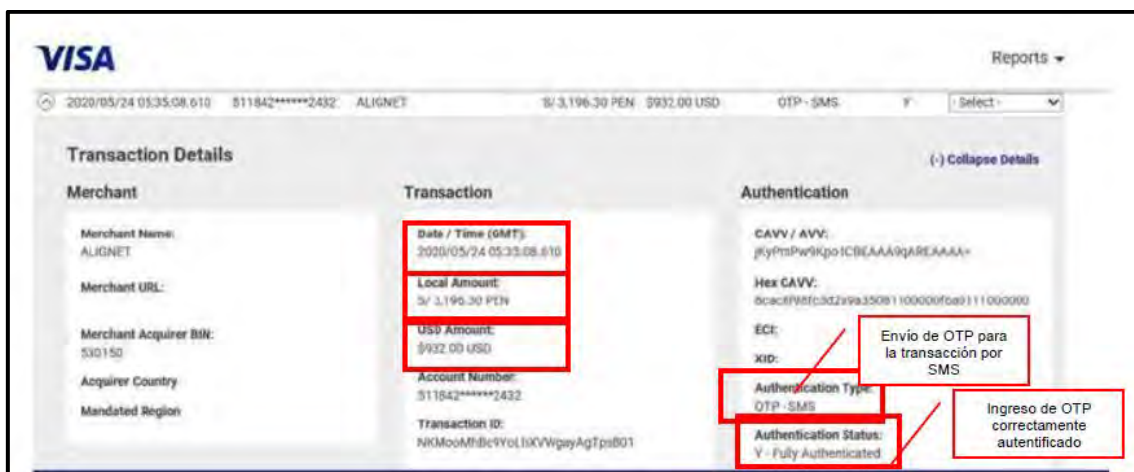 VISA
Reports
2020/05/24 05:35:08.610 511842******2432 ALIGNET S/ 3,196.30 PEN $932.00 USD OTP - SMS Y - Select -
Transaction Details
(-) Collapse Details
Merchant
Merchant Name:
ALIGNET
Merchant URL:
Merchant Acquirer BIN:
530150
Acquirer Country
Mandated Region
Transaction
Date / Time (GMT):
2020/05/24 05:35:08.610
Local Amount:
S/ 3,196.30 PEN
USD Amount:
$932.00 USD
Account Number:
511842******2432
Transaction ID:
Authentication
CAVV / AVV:
Hex CAVV:
ECI:
XID:
Authentication Type:
OTP - SMS
Authentication Status:
Y - Fully Authenticated
Envío de OTP para
la transacción por
SMS
Ingreso de OTP
correctamente
autentificado